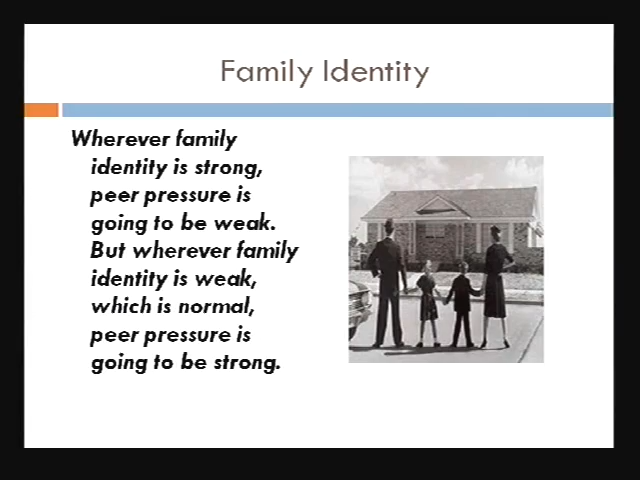 Family Identity
Wherever family
identity is strong,
peer pressure is
going to be weak.
But wherever family
identity is weak,
which is normal,
peer pressure is
going to be strong.